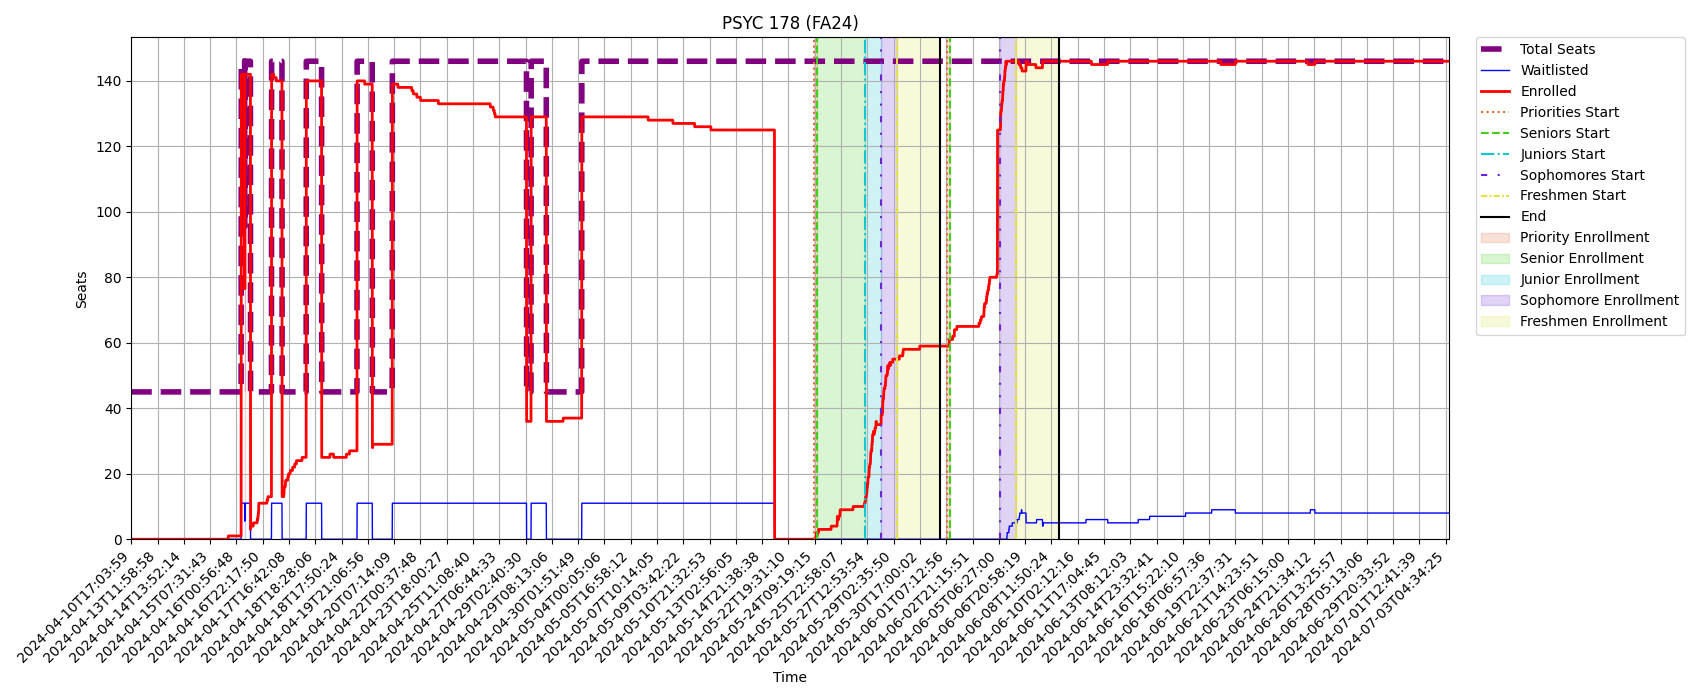 PSYC 178 (FA24)
Seats
140
120
100
80
60
40
20
0
2024-04-10T17:03:59
2024-04-13T11:58:58
2024-04-14T13:52:14
2024-04-15T07:31:43
2024-04-16T00:56:48
2024-04-16T22:17:50
2024-04-17T16:42:08
2024-04-18T18:28:06
2024-04-18T17:50:24
2024-04-19T21:06:56
2024-04-20T07:14:09
2024-04-22T00:37:48
2024-04-23T18:00:27
2024-04-25T11:08:40
2024-04-27T06:44:33
2024-04-29T02:40:30
2024-04-29T08:13:06
2024-04-30T01:51:49
2024-05-04T00:05:06
2024-05-05T16:58:12
2024-05-07T10:14:05
2024-05-09T03:42:22
2024-05-10T21:32:53
2024-05-13T02:56:05
2024-05-14T21:38:38
2024-05-22T19:31:10
2024-05-24T09:19:15
2024-05-25T22:58:07
2024-05-27T12:53:54
2024-05-29T02:35:50
2024-05-30T17:00:02
2024-06-01T07:12:56
2024-06-02T21:15:51
2024-06-05T06:27:00
2024-06-06T20:58:19
2024-06-08T11:50:24
2024-06-10T02:12:16
2024-06-11T17:04:45
2024-06-13T08:12:03
2024-06-14T23:32:41
2024-06-16T15:22:10
2024-06-18T06:57:36
2024-06-19T22:37:31
2024-06-21T14:23:51
2024-06-23T06:15:00
2024-06-24T21:34:12
2024-06-26T13:25:57
2024-06-28T05:13:06
2024-06-29T20:33:52
2024-07-01T12:41:39
2024-07-03T04:34:25
Time
Total Seats
Waitlisted
Enrolled
Priorities Start
Seniors Start
Juniors Start
Sophomores Start
Freshmen Start
End
Priority Enrollment
Senior Enrollment
Junior Enrollment
Sophomore Enrollment
Freshmen Enrollment